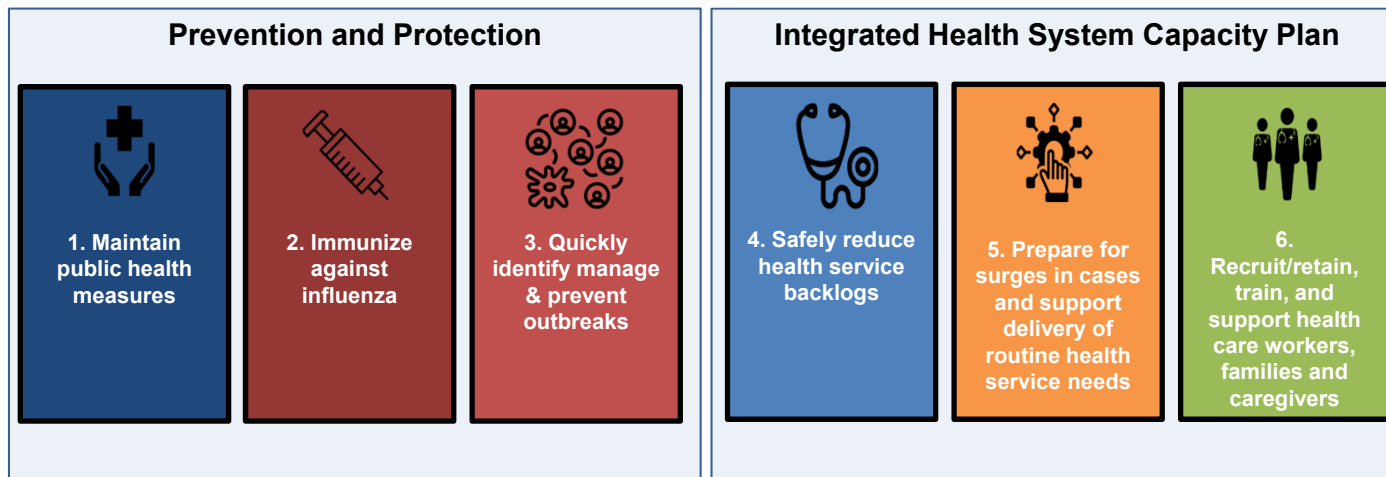 Prevention and Protection
1. Maintain
public health
measures
2. Immunize
against
influenza
3. Quickly
identify manage
& prevent
outbreaks
Integrated Health System Capacity Plan
4. Safely reduce
health service
backlogs
5. Prepare for
surges in cases
and support
delivery of
routine health
service needs
6.
Recruit/retain,
train, and
support health
care workers,
families and
caregivers